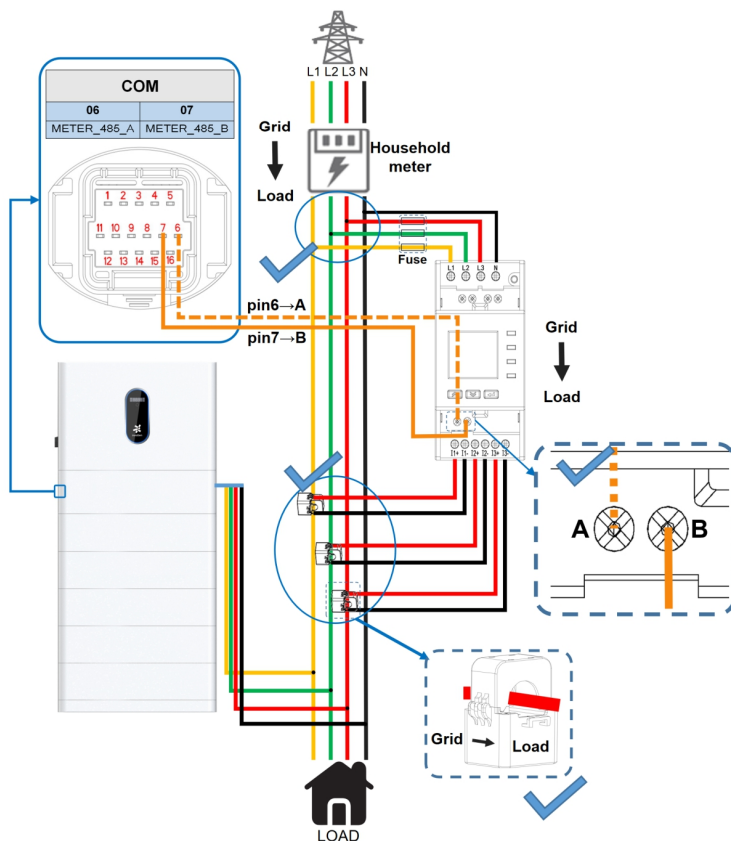 L1 L2 L3 N
COM
06 07
METER_485_A METER_485_B
Grid
Load
Household
meter
1 2 3 4 5
11 10 9 8 7 6
12 13 14 15 16
Fuse
L1 L2 L3 N
pin6→A
pin7→B
Grid
Load
I1+ I1- I2+ I2- I3+ I3-
A B
Grid Load
LOAD